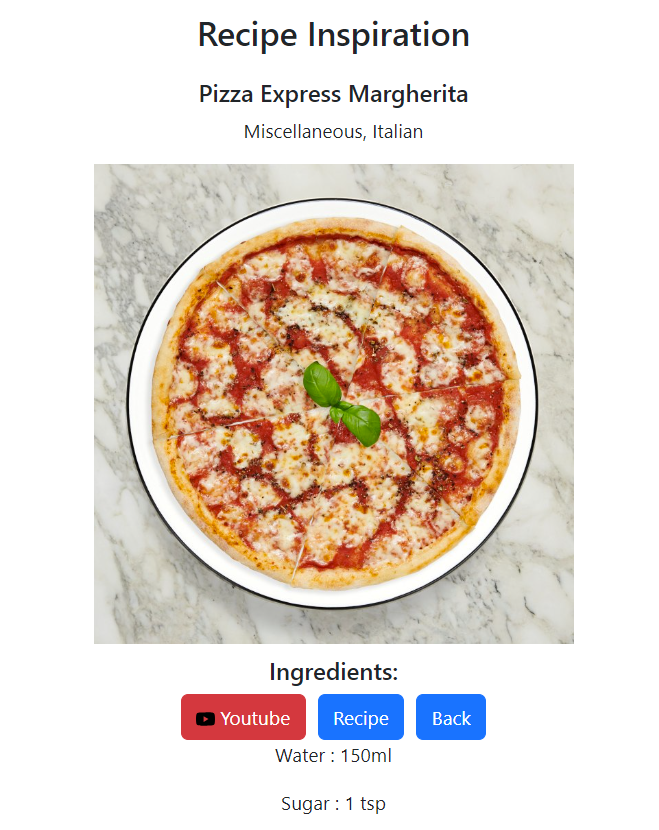 Recipe Inspiration
Pizza Express Margherita
Miscellaneous, Italian
Ingredients:
Youtube Recipe Back
Water : 150ml
Sugar : 1 tsp